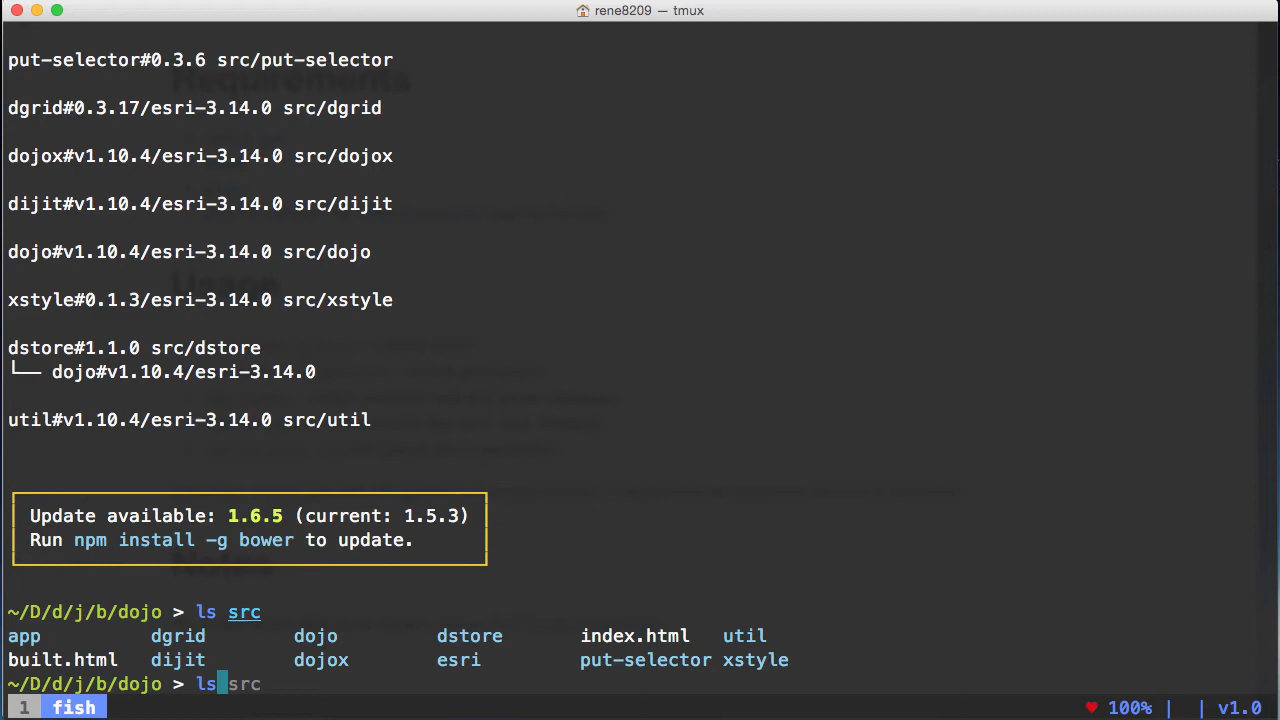 rene8209 — tmux
put-selector#0.3.6 src/put-selector
Requirements
dgrid#0.3.17/esri-3.14.0 src/dgrid
dojox#v1.10.4/esri-3.14.0 src/dojox
dijit#v1.10.4/esri-3.14.0 src/dijit
dojo#v1.10.4/esri-3.14.0 src/dojo
Usage
xstyle#0.1.3/esri-3.14.0 src/xstyle
dstore#1.1.0 src/dstore
└── dojo#v1.10.4/esri-3.14.0
util#v1.10.4/esri-3.14.0 src/util
Update available: 1.6.5 (current: 1.5.3)
Run npm install -g bower to update.
Notes
~/D/d/j/b/dojo > ls src
app dgrid dojo dstore index.html util
built.html dijit dojox esri put-selector xstyle
~/D/d/j/b/dojo > ls src
1 fish ♥ 100% | | v1.0